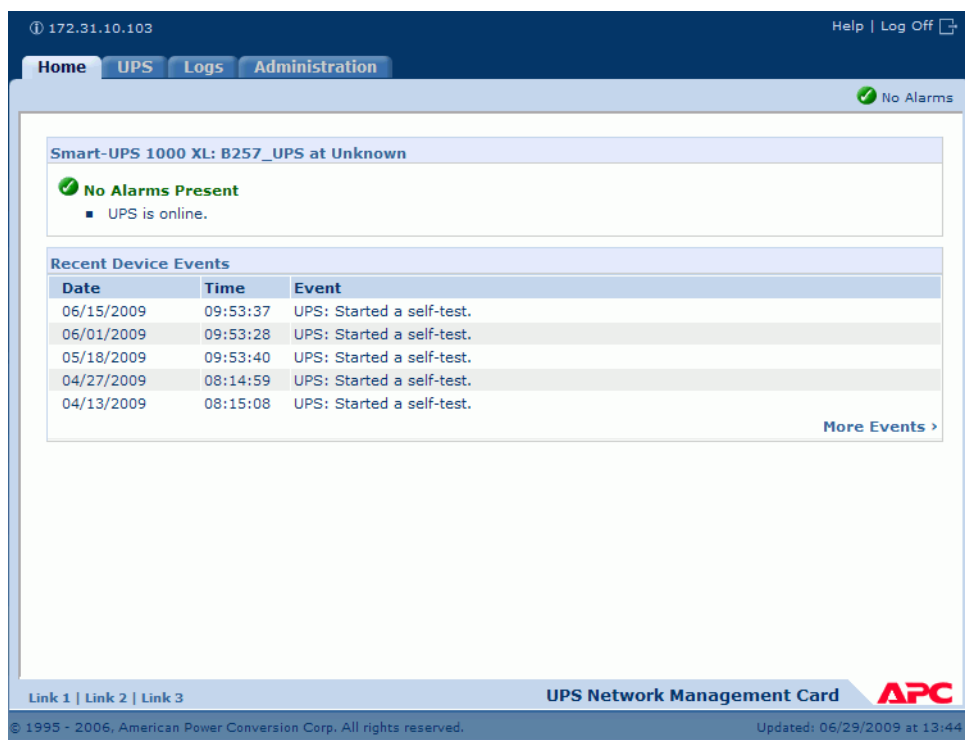 172.31.10.103
Help | Log Off
Home UPS Logs Administration
No Alarms
Smart-UPS 1000 XL: B257_UPS at Unknown
No Alarms Present
UPS is online.
Recent Device Events
Date Time Event
06/15/2009 09:53:37 UPS: Started a self-test.
06/01/2009 09:53:28 UPS: Started a self-test.
05/18/2009 09:53:40 UPS: Started a self-test.
04/27/2009 08:14:59 UPS: Started a self-test.
04/13/2009 08:15:08 UPS: Started a self-test.
More Events ›
Link 1 | Link 2 | Link 3
UPS Network Management Card
APC
© 1995 - 2006, American Power Conversion Corp. All rights reserved.
Updated: 06/29/2009 at 13:44